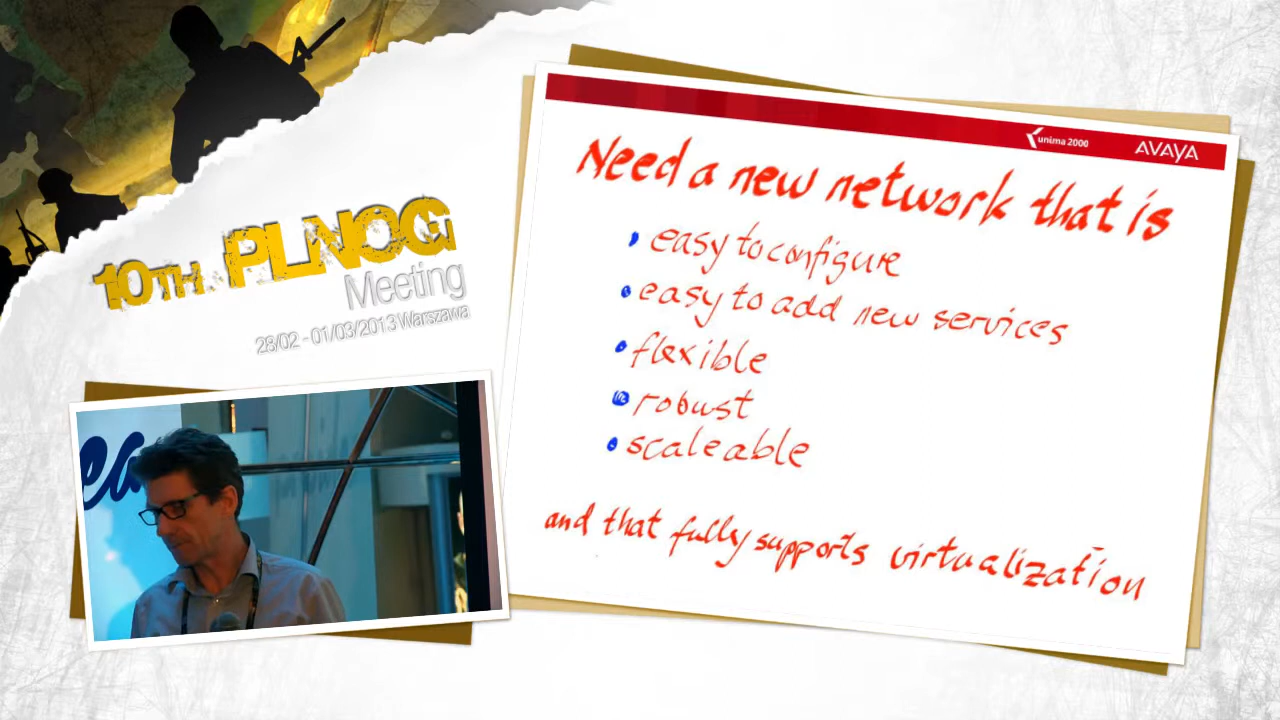 10TH PLNOG
Meeting
28/02 - 01/03/2013 Warszawa
unima 2000
AVAYA
Need a new network that is
• easy to configure
• easy to add new services
• flexible
• robust
• scaleable
and that fully supports virtualization
ea